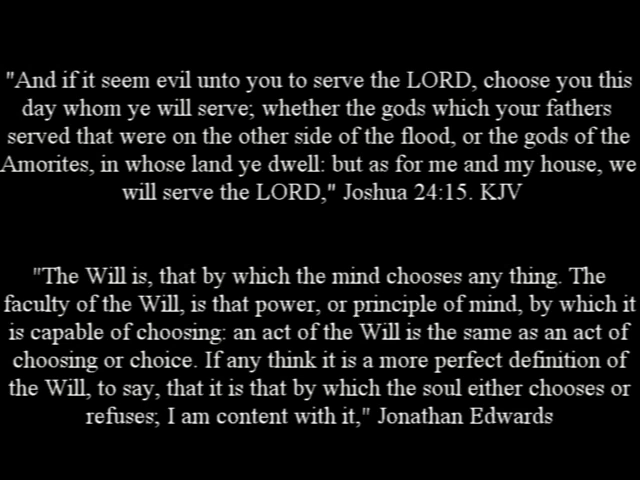 "And if it seem evil unto you to serve the LORD, choose you this
day whom ye will serve; whether the gods which your fathers
served that were on the other side of the flood, or the gods of the
Amorites, in whose land ye dwell: but as for me and my house, we
will serve the LORD," Joshua 24:15. KJV
"The Will is, that by which the mind chooses any thing. The
faculty of the Will, is that power, or principle of mind, by which it
is capable of choosing: an act of the Will is the same as an act of
choosing or choice. If any think it is a more perfect definition of
the Will, to say, that it is that by which the soul either chooses or
refuses; I am content with it," Jonathan Edwards